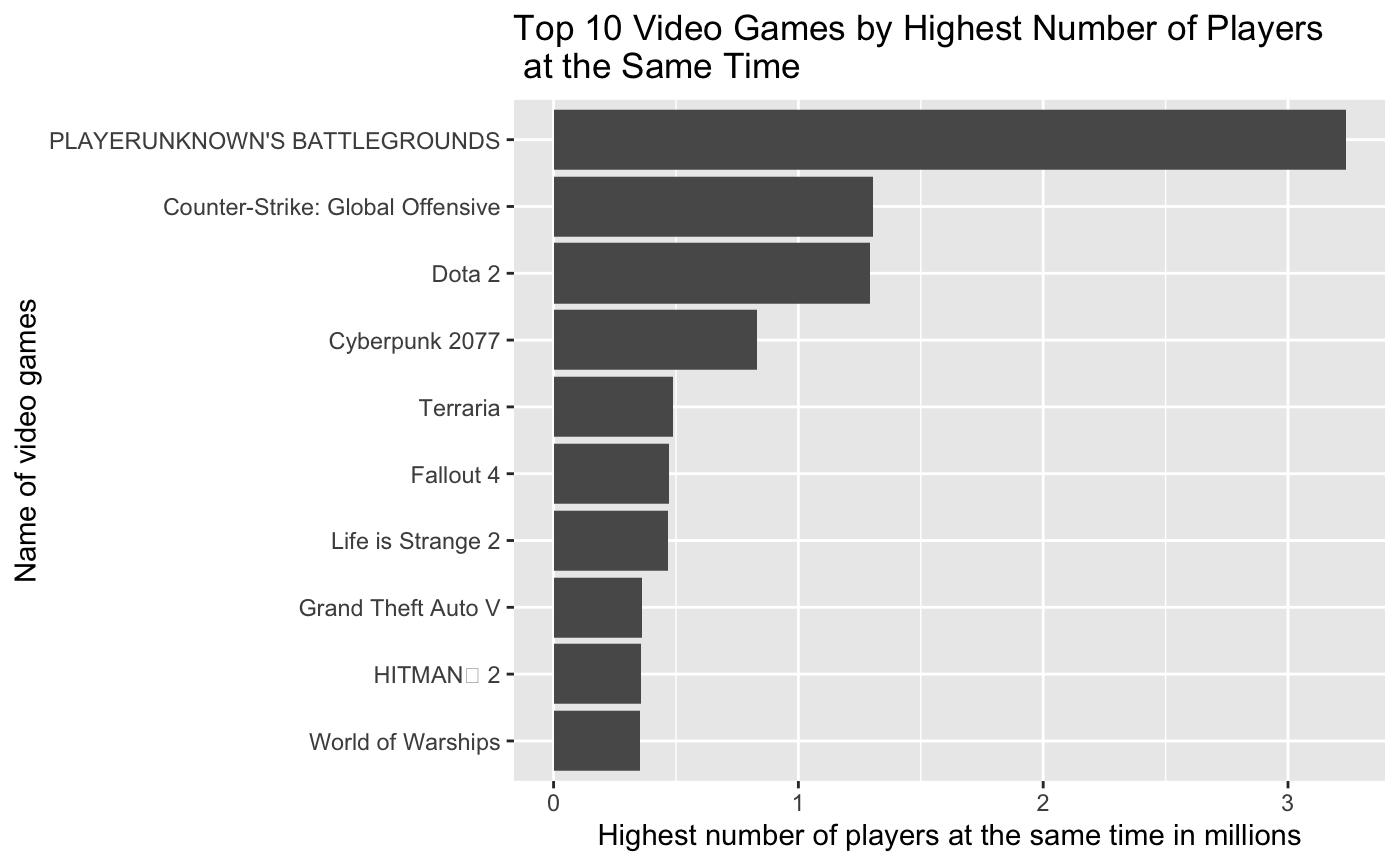 Top 10 Video Games by Highest Number of Players
at the Same Time
Name of video games
PLAYERUNKNOWN'S BATTLEGROUNDS
Counter-Strike: Global Offensive
Dota 2
Cyberpunk 2077
Terraria
Fallout 4
Life is Strange 2
Grand Theft Auto V
HITMAN□ 2
World of Warships
0 1 2 3
Highest number of players at the same time in millions